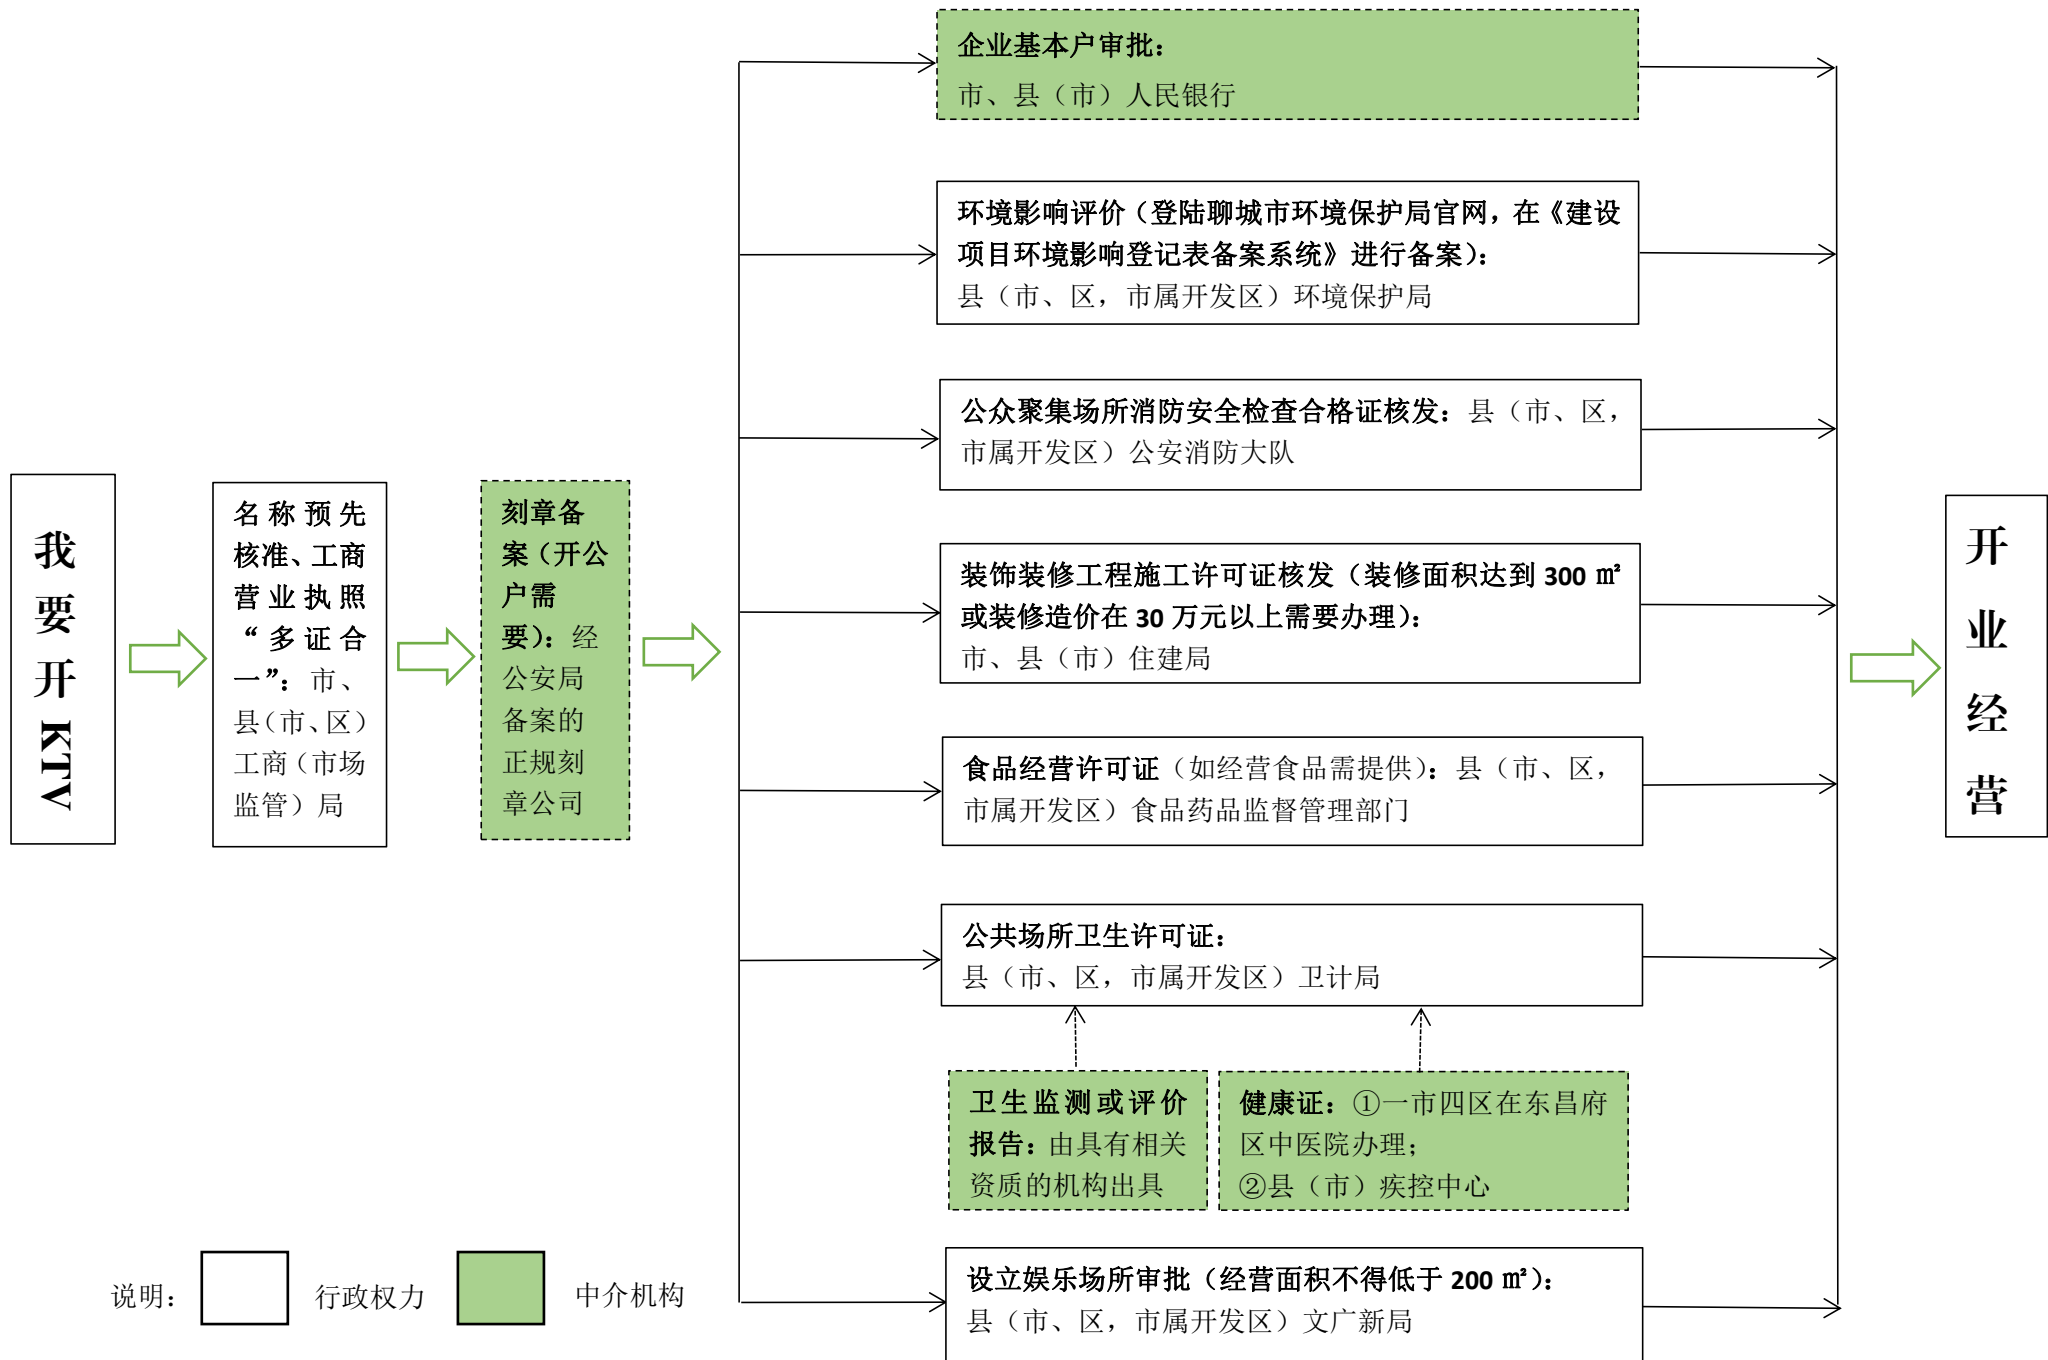 我要开KTV
名称预先
核准、工商
营业执照
“多证合
一”：市、
县（市、区）
工商（市场
监管）局
刻章备
案（开公
户需
要）：经
公安局
备案的
正规刻
章公司
企业基本户审批：
市、县（市）人民银行
环境影响评价（登陆聊城市环境保护局官网，在《建设
项目环境影响登记表备案系统》进行备案）：
县（市、区，市属开发区）环境保护局
公众聚集场所消防安全检查合格证核发：县（市、区，
市属开发区）公安消防大队
装饰装修工程施工许可证核发（装修面积达到 300 ㎡
或装修造价在 30 万元以上需要办理）：
市、县（市）住建局
食品经营许可证（如经营食品需提供）：县（市、区，
市属开发区）食品药品监督管理部门
公共场所卫生许可证：
县（市、区，市属开发区）卫计局
卫生监测或评价
报告：由具有相关
资质的机构出具
健康证：①一市四区在东昌府
区中医院办理；
②县（市）疾控中心
设立娱乐场所审批（经营面积不得低于 200 ㎡）：
县（市、区，市属开发区）文广新局
开业经营
说明：
行政权力
中介机构